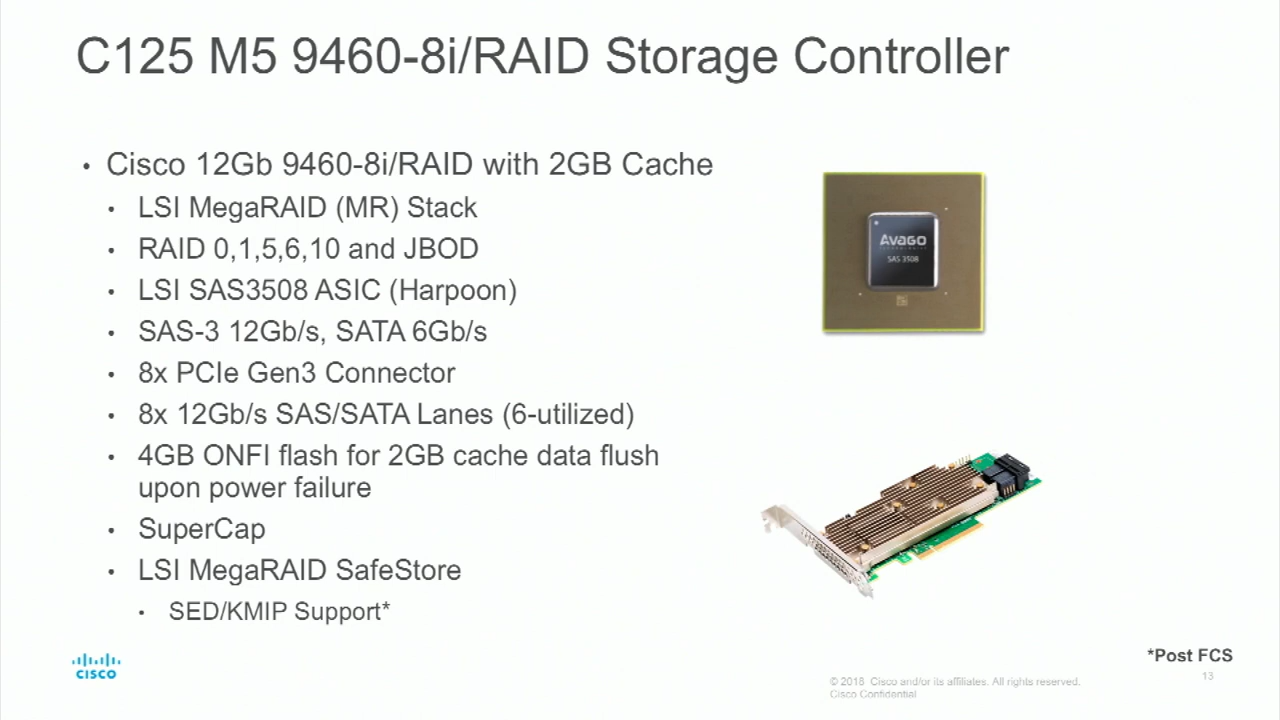 C125 M5 9460-8i/RAID Storage Controller
• Cisco 12Gb 9460-8i/RAID with 2GB Cache
• LSI MegaRAID (MR) Stack
• RAID 0,1,5,6,10 and JBOD
• LSI SAS3508 ASIC (Harpoon)
• SAS-3 12Gb/s, SATA 6Gb/s
• 8x PCIe Gen3 Connector
• 8x 12Gb/s SAS/SATA Lanes (6-utilized)
• 4GB ONFI flash for 2GB cache data flush
upon power failure
• SuperCap
• LSI MegaRAID SafeStore
• SED/KMIP Support*
AVAGO
SAS 3508
*Post FCS
13
CISCO
© 2018 Cisco and/or its affiliates. All rights reserved.
Cisco Confidential